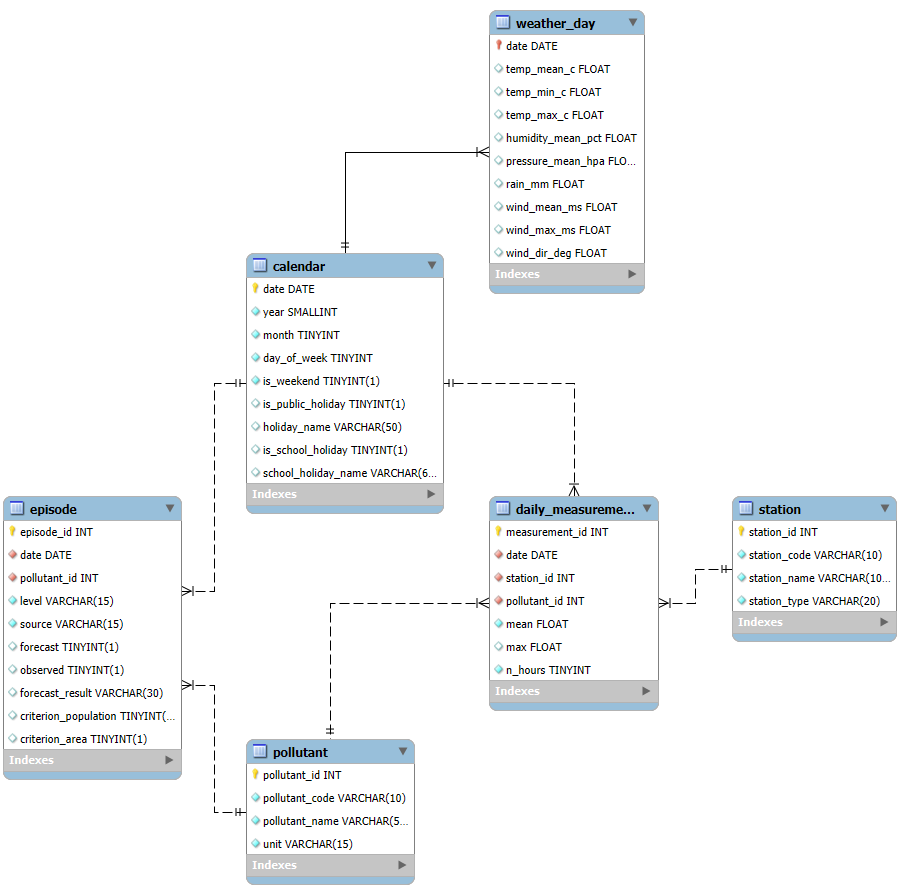 weather_day
date DATE
temp_mean_c FLOAT
temp_min_c FLOAT
temp_max_c FLOAT
humidity_mean_pct FLOAT
pressure_mean_hpa FLO...
rain_mm FLOAT
wind_mean_ms FLOAT
wind_max_ms FLOAT
wind_dir_deg FLOAT
Indexes
calendar
date DATE
year SMALLINT
month TINYINT
day_of_week TINYINT
is_weekend TINYINT(1)
is_public_holiday TINYINT(1)
holiday_name VARCHAR(50)
is_school_holiday TINYINT(1)
school_holiday_name VARCHAR(6...
Indexes
episode
episode_id INT
date DATE
pollutant_id INT
level VARCHAR(15)
source VARCHAR(15)
forecast TINYINT(1)
observed TINYINT(1)
forecast_result VARCHAR(30)
criterion_population TINYINT(...
criterion_area TINYINT(1)
Indexes
daily_measureme...
measurement_id INT
date DATE
station_id INT
pollutant_id INT
mean FLOAT
max FLOAT
n_hours TINYINT
Indexes
station
station_id INT
station_code VARCHAR(10)
station_name VARCHAR(10...
station_type VARCHAR(20)
Indexes
pollutant
pollutant_id INT
pollutant_code VARCHAR(10)
pollutant_name VARCHAR(5...
unit VARCHAR(15)
Indexes